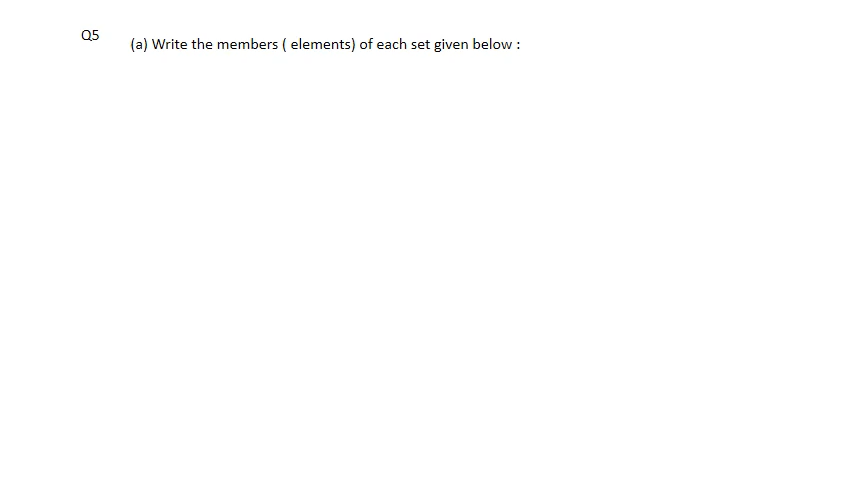 Q5
(a) Write the members ( elements) of each set given below :